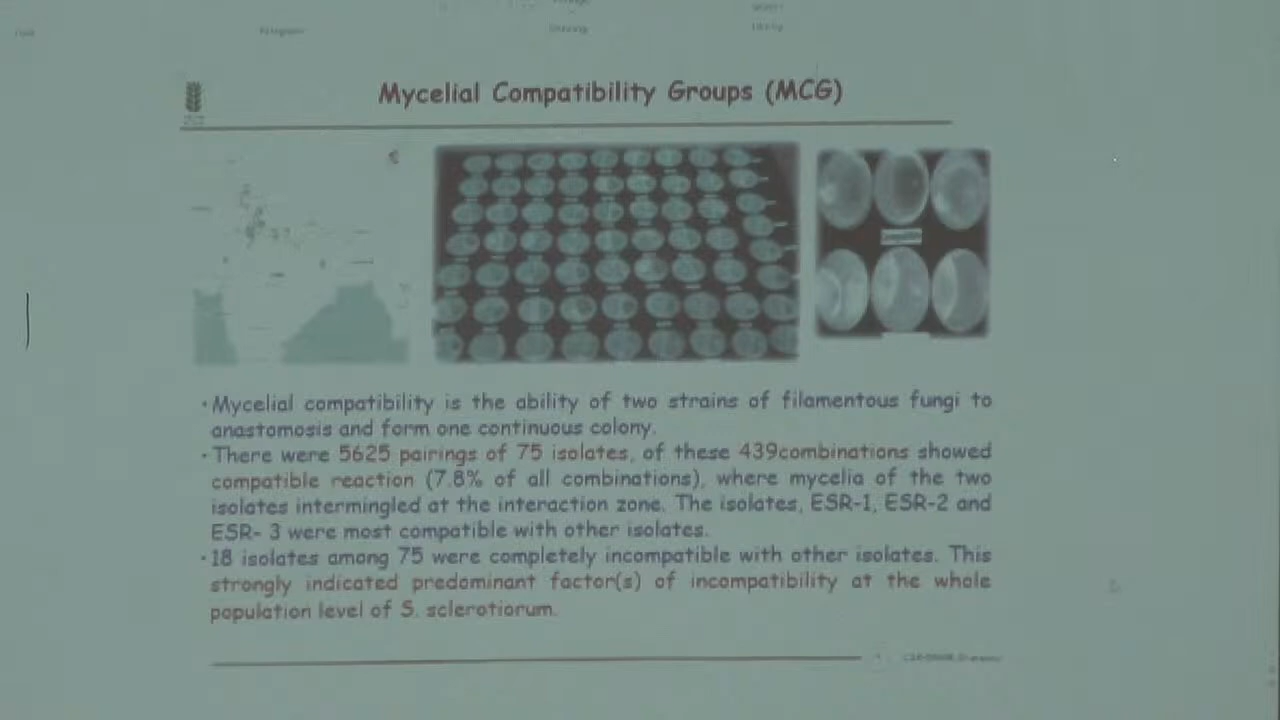 Mycelial Compatibility Groups (MCG)
• Mycelial compatibility is the ability of two strains of filamentous fungi to
anastomosis and form one continuous colony.
• There were 5625 pairings of 75 isolates, of these 439combinations showed
compatible reaction (7.8% of all combinations), where mycelia of the two
isolates intermingled at the interaction zone. The isolates, ESR-1, ESR-2 and
ESR- 3 were most compatible with other isolates.
• 18 isolates among 75 were completely incompatible with other isolates. This
strongly indicated predominant factor(s) of incompatibility at the whole
population level of S. sclerotiorum.